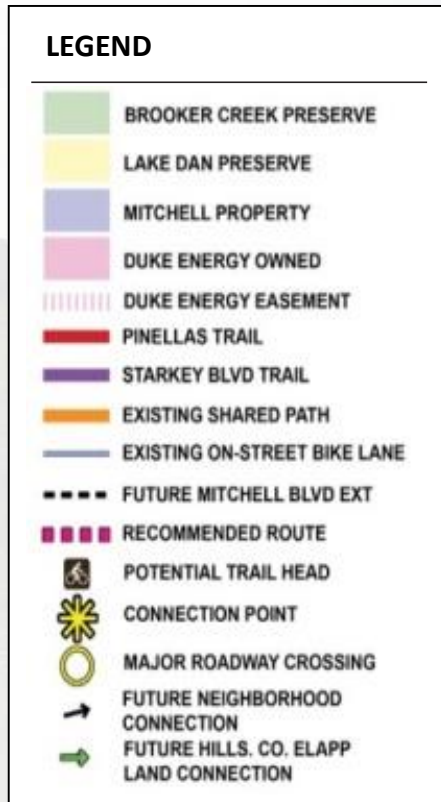 LEGEND
BROOKER CREEK PRESERVE
LAKE DAN PRESERVE
MITCHELL PROPERTY
DUKE ENERGY OWNED
DUKE ENERGY EASEMENT
PINELLAS TRAIL
STARKEY BLVD TRAIL
EXISTING SHARED PATH
EXISTING ON-STREET BIKE LANE
FUTURE MITCHELL BLVD EXT
RECOMMENDED ROUTE
POTENTIAL TRAIL HEAD
CONNECTION POINT
MAJOR ROADWAY CROSSING
FUTURE NEIGHBORHOOD
CONNECTION
FUTURE HILLS. CO. ELAPP
LAND CONNECTION